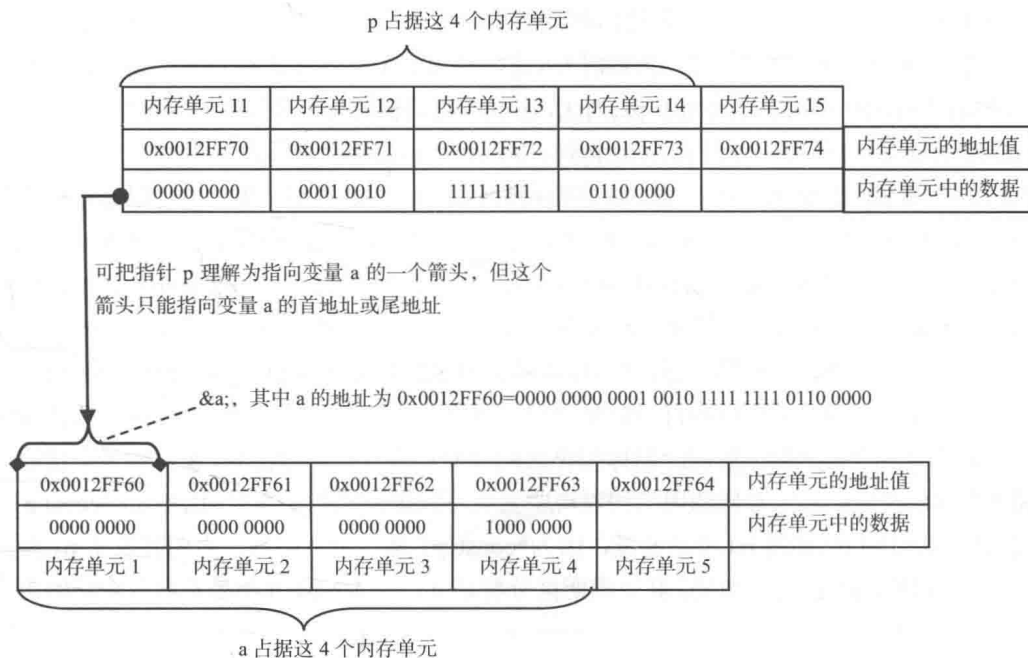 p 占据这 4 个内存单元
内存单元 11 内存单元 12 内存单元 13 内存单元 14 内存单元 15
0x0012FF70 0x0012FF71 0x0012FF72 0x0012FF73 0x0012FF74 内存单元的地址值
0000 0000 0001 0010 1111 1111 0110 0000 内存单元中的数据
可把指针 p 理解为指向变量 a 的一个箭头，但这个
箭头只能指向变量 a 的首地址或尾地址
&a;，其中 a 的地址为 0x0012FF60=0000 0000 0001 0010 1111 1111 0110 0000
0x0012FF60 0x0012FF61 0x0012FF62 0x0012FF63 0x0012FF64 内存单元的地址值
0000 0000 0000 0000 0000 0000 1000 0000 内存单元中的数据
内存单元 1 内存单元 2 内存单元 3 内存单元 4 内存单元 5
a 占据这 4 个内存单元